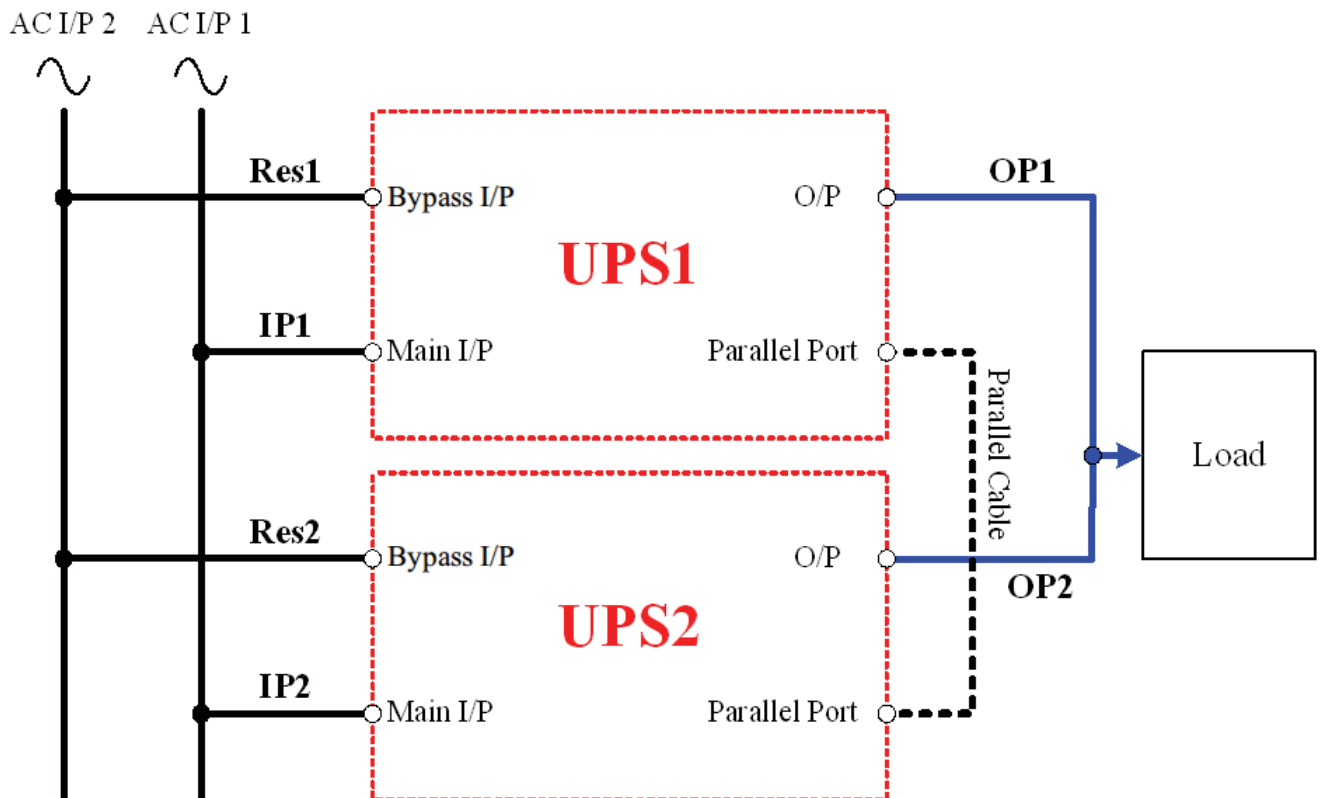 AC I/P 2
AC I/P 1
Res1
OP1
Bypass I/P
O/P
UPS1
IP1
Main I/P
Parallel Port
Parallel Cable
Load
Res2
Bypass I/P
O/P
OP2
UPS2
IP2
Main I/P
Parallel Port